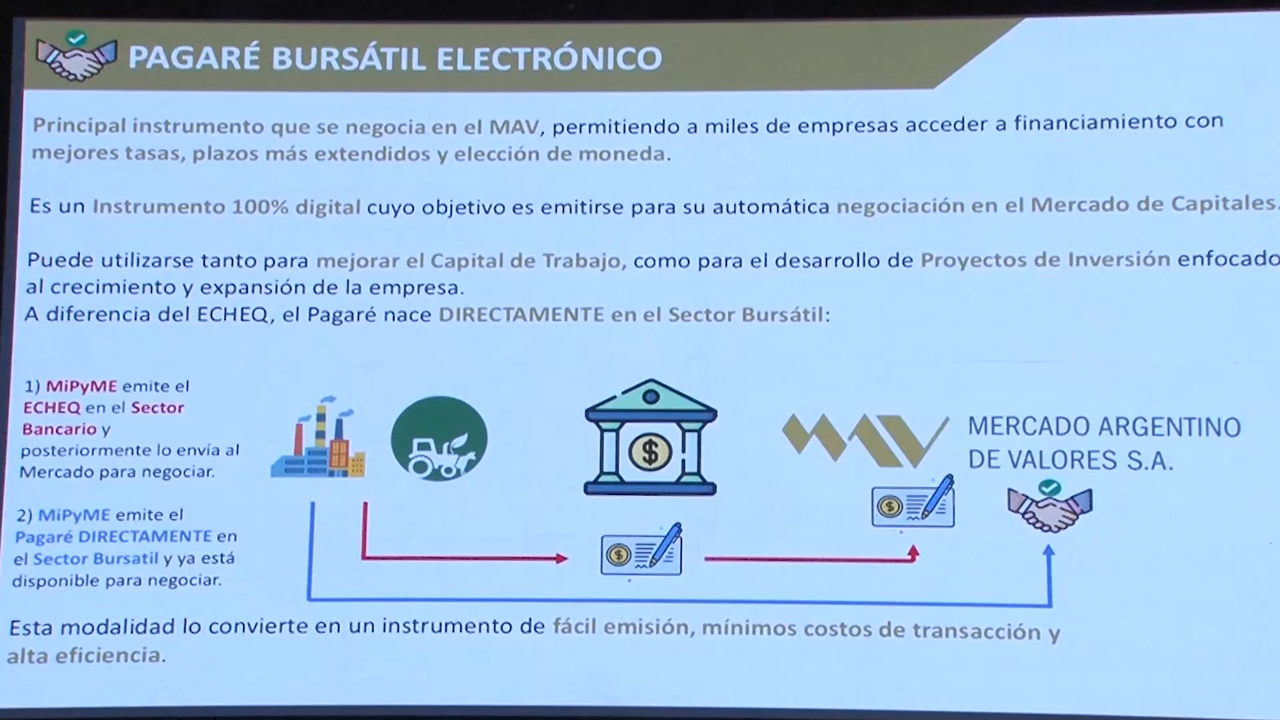 PAGARÉ BURSÁTIL ELECTRÓNICO
Principal instrumento que se negocia en el MAV, permitiendo a miles de empresas acceder a financiamiento con
mejores tasas, plazos más extendidos y elección de moneda.
Es un Instrumento 100% digital cuyo objetivo es emitirse para su automática negociación en el Mercado de Capitales.
Puede utilizarse tanto para mejorar el Capital de Trabajo, como para el desarrollo de Proyectos de Inversión enfocado
al crecimiento y expansión de la empresa.
A diferencia del ECHEQ, el Pagaré nace DIRECTAMENTE en el Sector Bursátil:
1) MiPyME emite el
ECHEQ en el Sector
Bancario y
posteriormente lo envía al
Mercado para negociar.
MAV
MERCADO ARGENTINO
DE VALORES S.A.
2) MiPyME emite el
Pagaré DIRECTAMENTE en
el Sector Bursatil y ya está
disponible para negociar.
$
$
$
Esta modalidad lo convierte en un instrumento de fácil emisión, mínimos costos de transacción y
alta eficiencia.